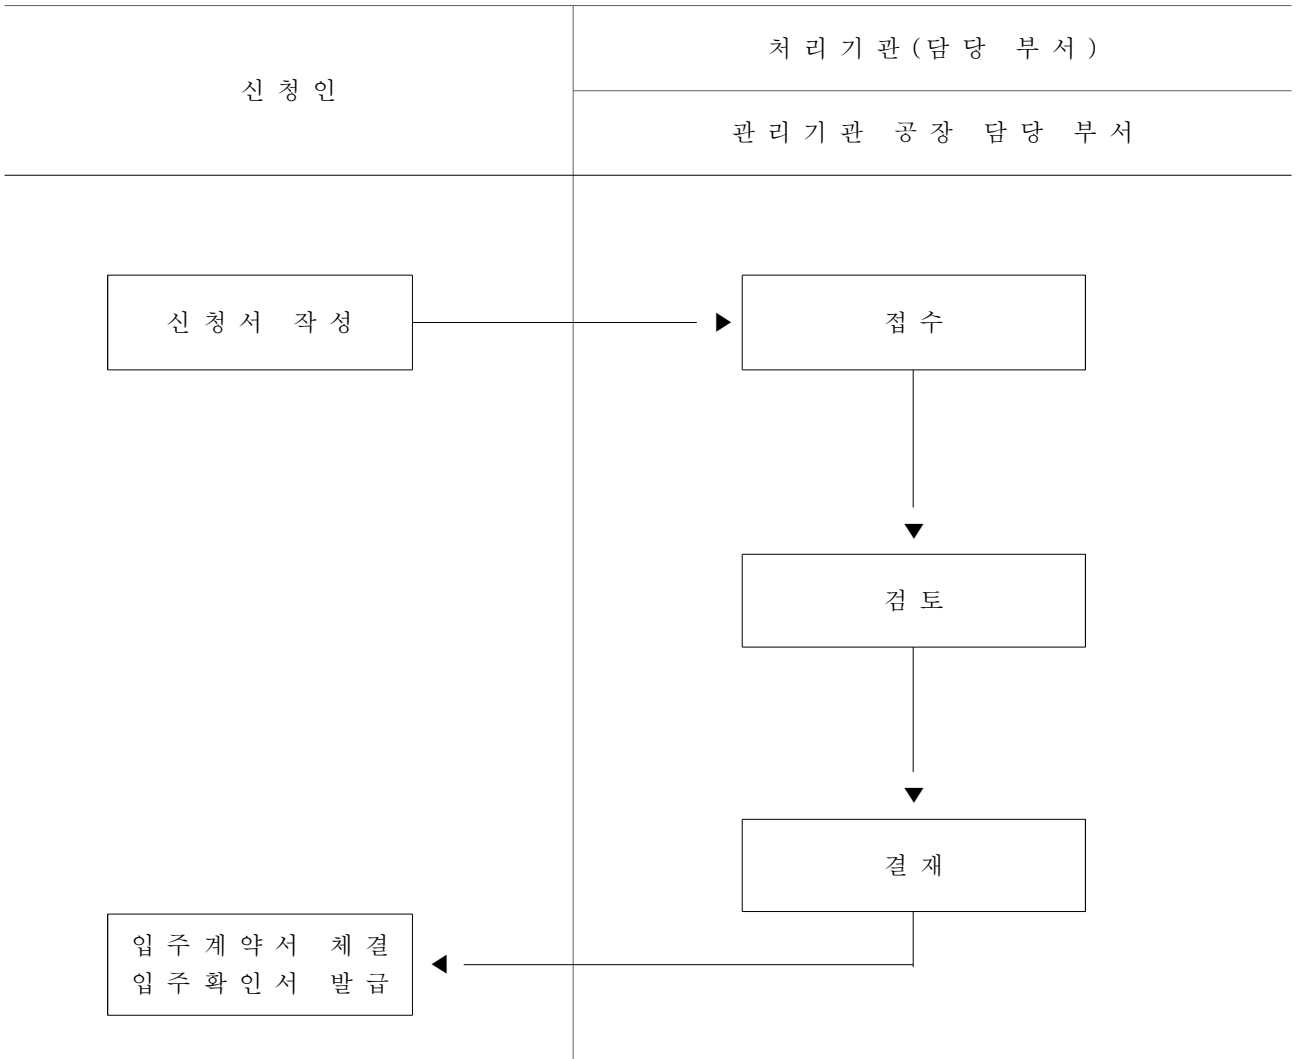 신청인
처리기관(담당 부서)
관리기관 공장 담당 부서
신청서 작성
접수
검토
결재
입주계약서 체결
입주확인서 발급